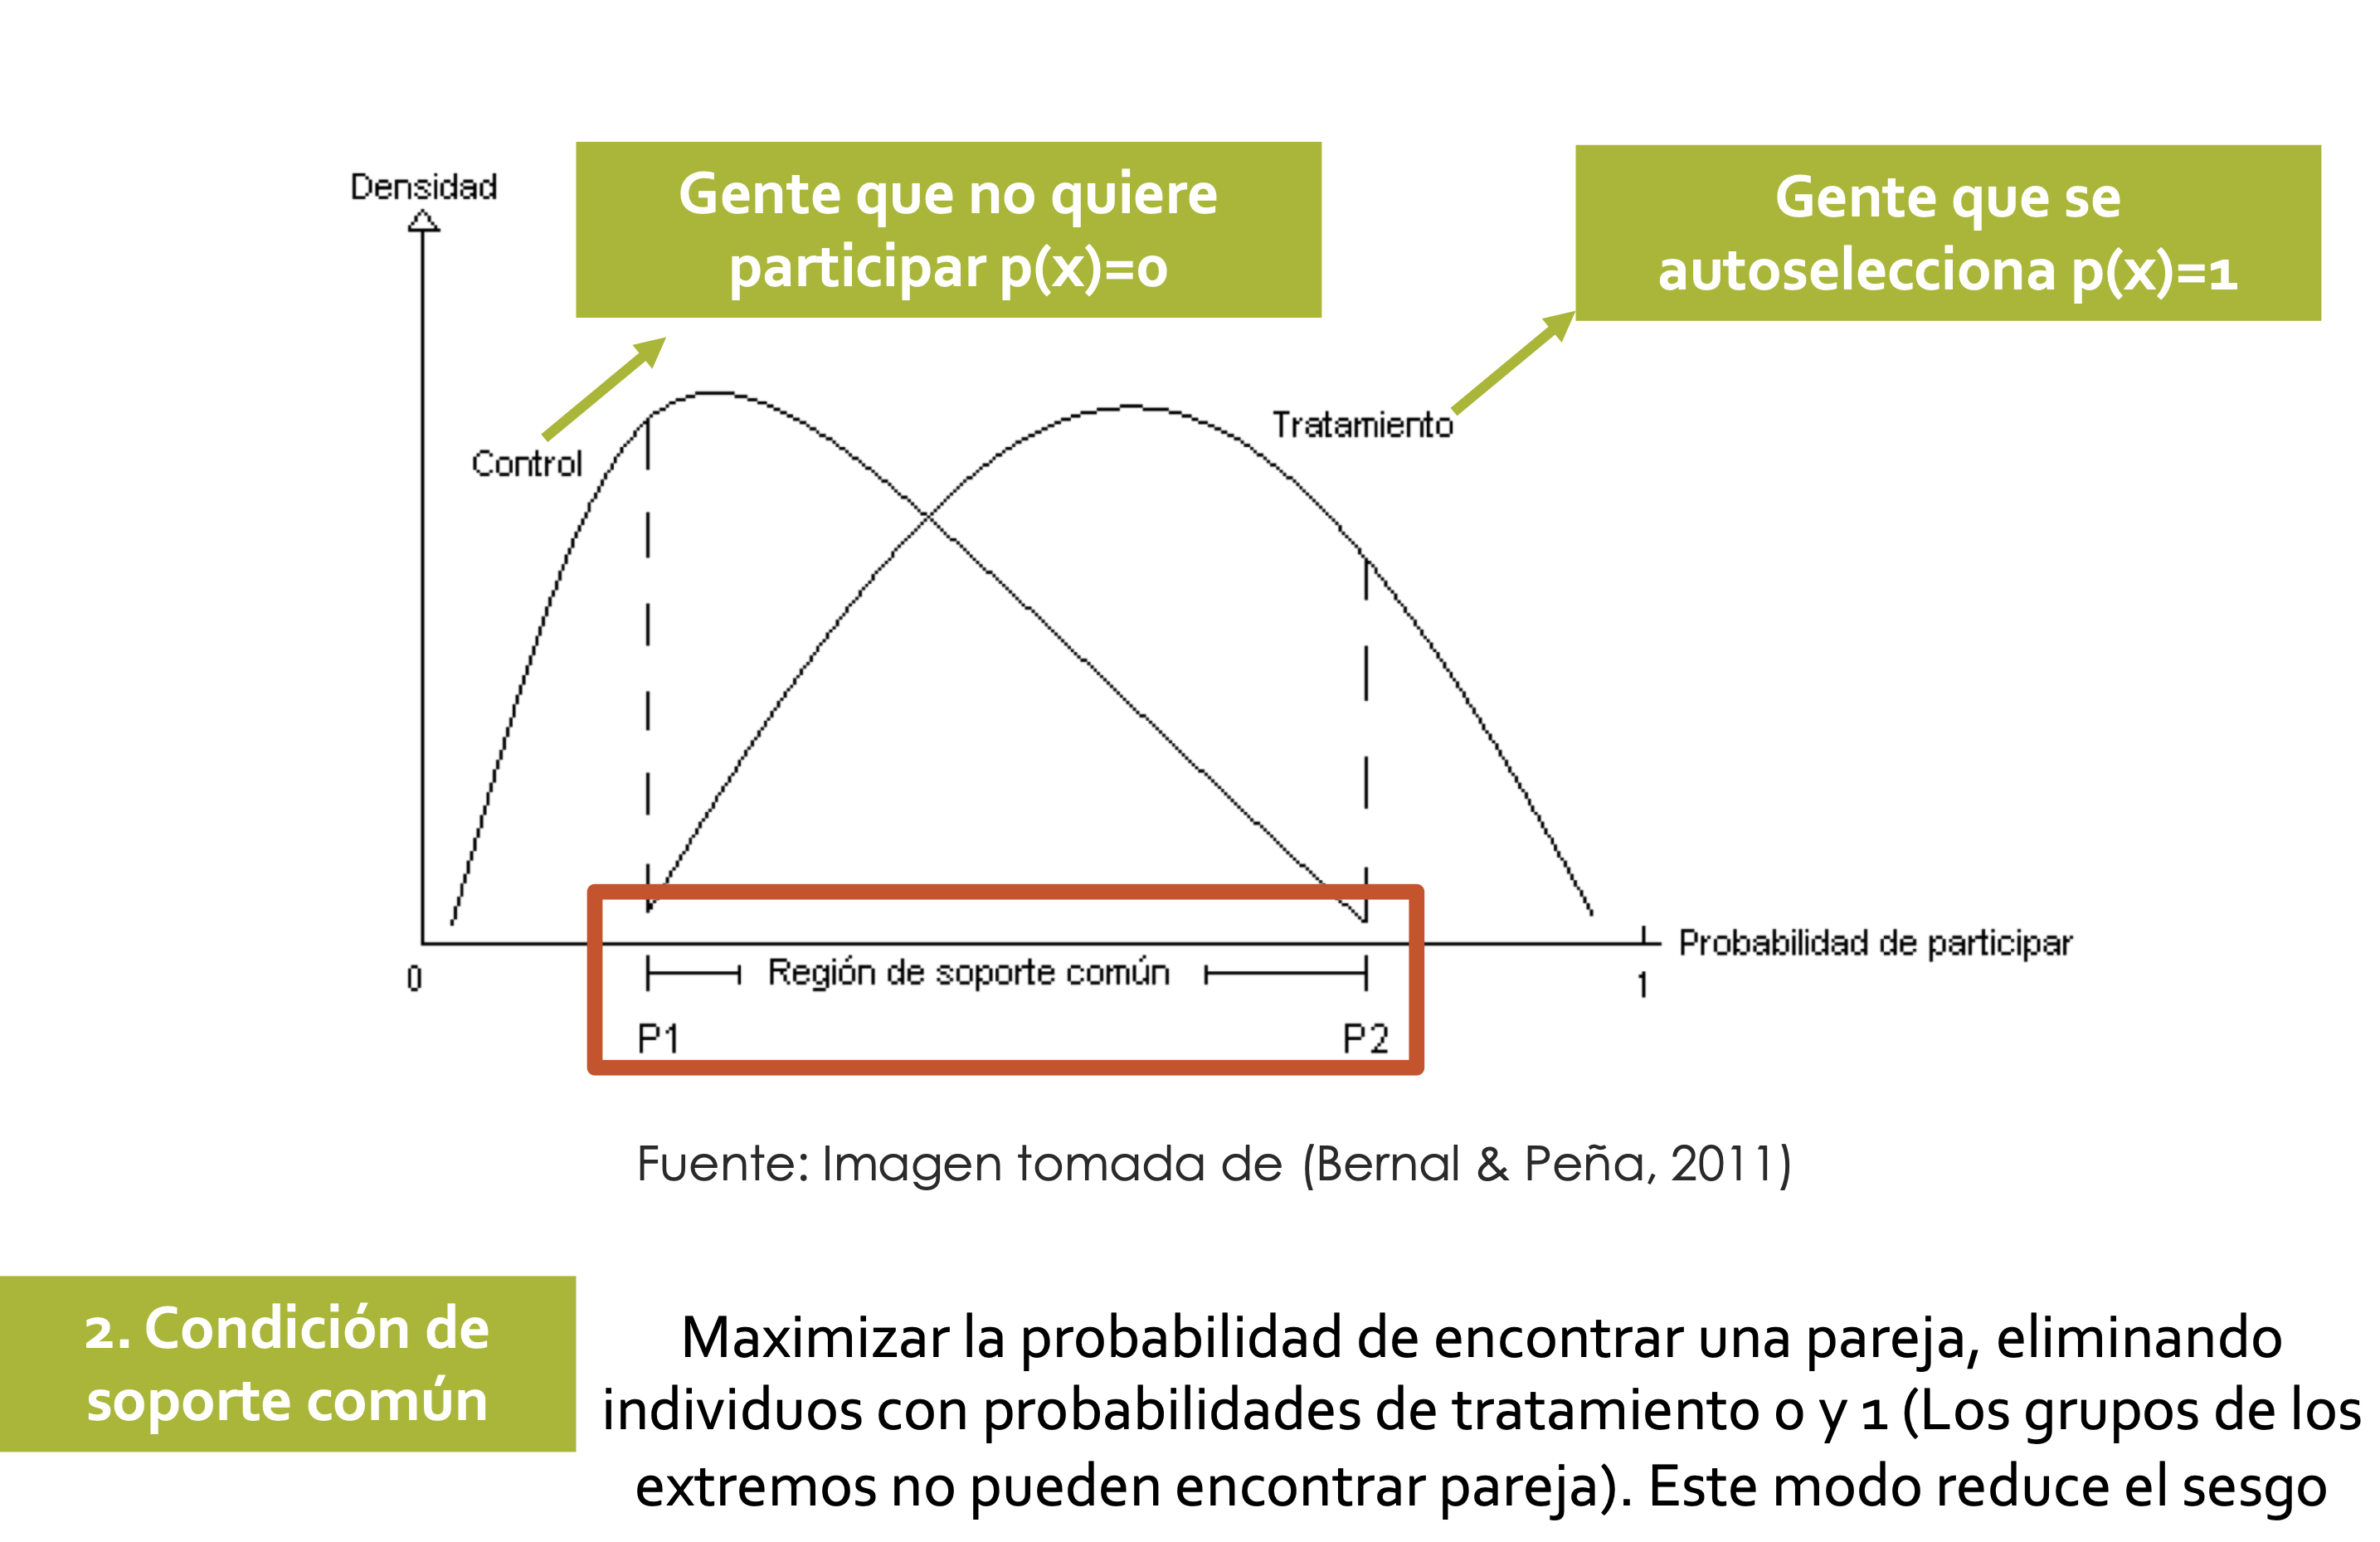 Gente que no quiere
participar p(x)=0
Gente que se
autoselecciona p(x)=1
Densidad
Control
Tratamiento
Probabilidad de participar
0
Región de soporte común
1
P1
P2
Fuente: Imagen tomada de (Bernal & Peña, 2011)
2. Condición de
soporte común
Maximizar la probabilidad de encontrar una pareja, eliminando
individuos con probabilidades de tratamiento 0 y 1 (Los grupos de los
extremos no pueden encontrar pareja). Este modo reduce el sesgo